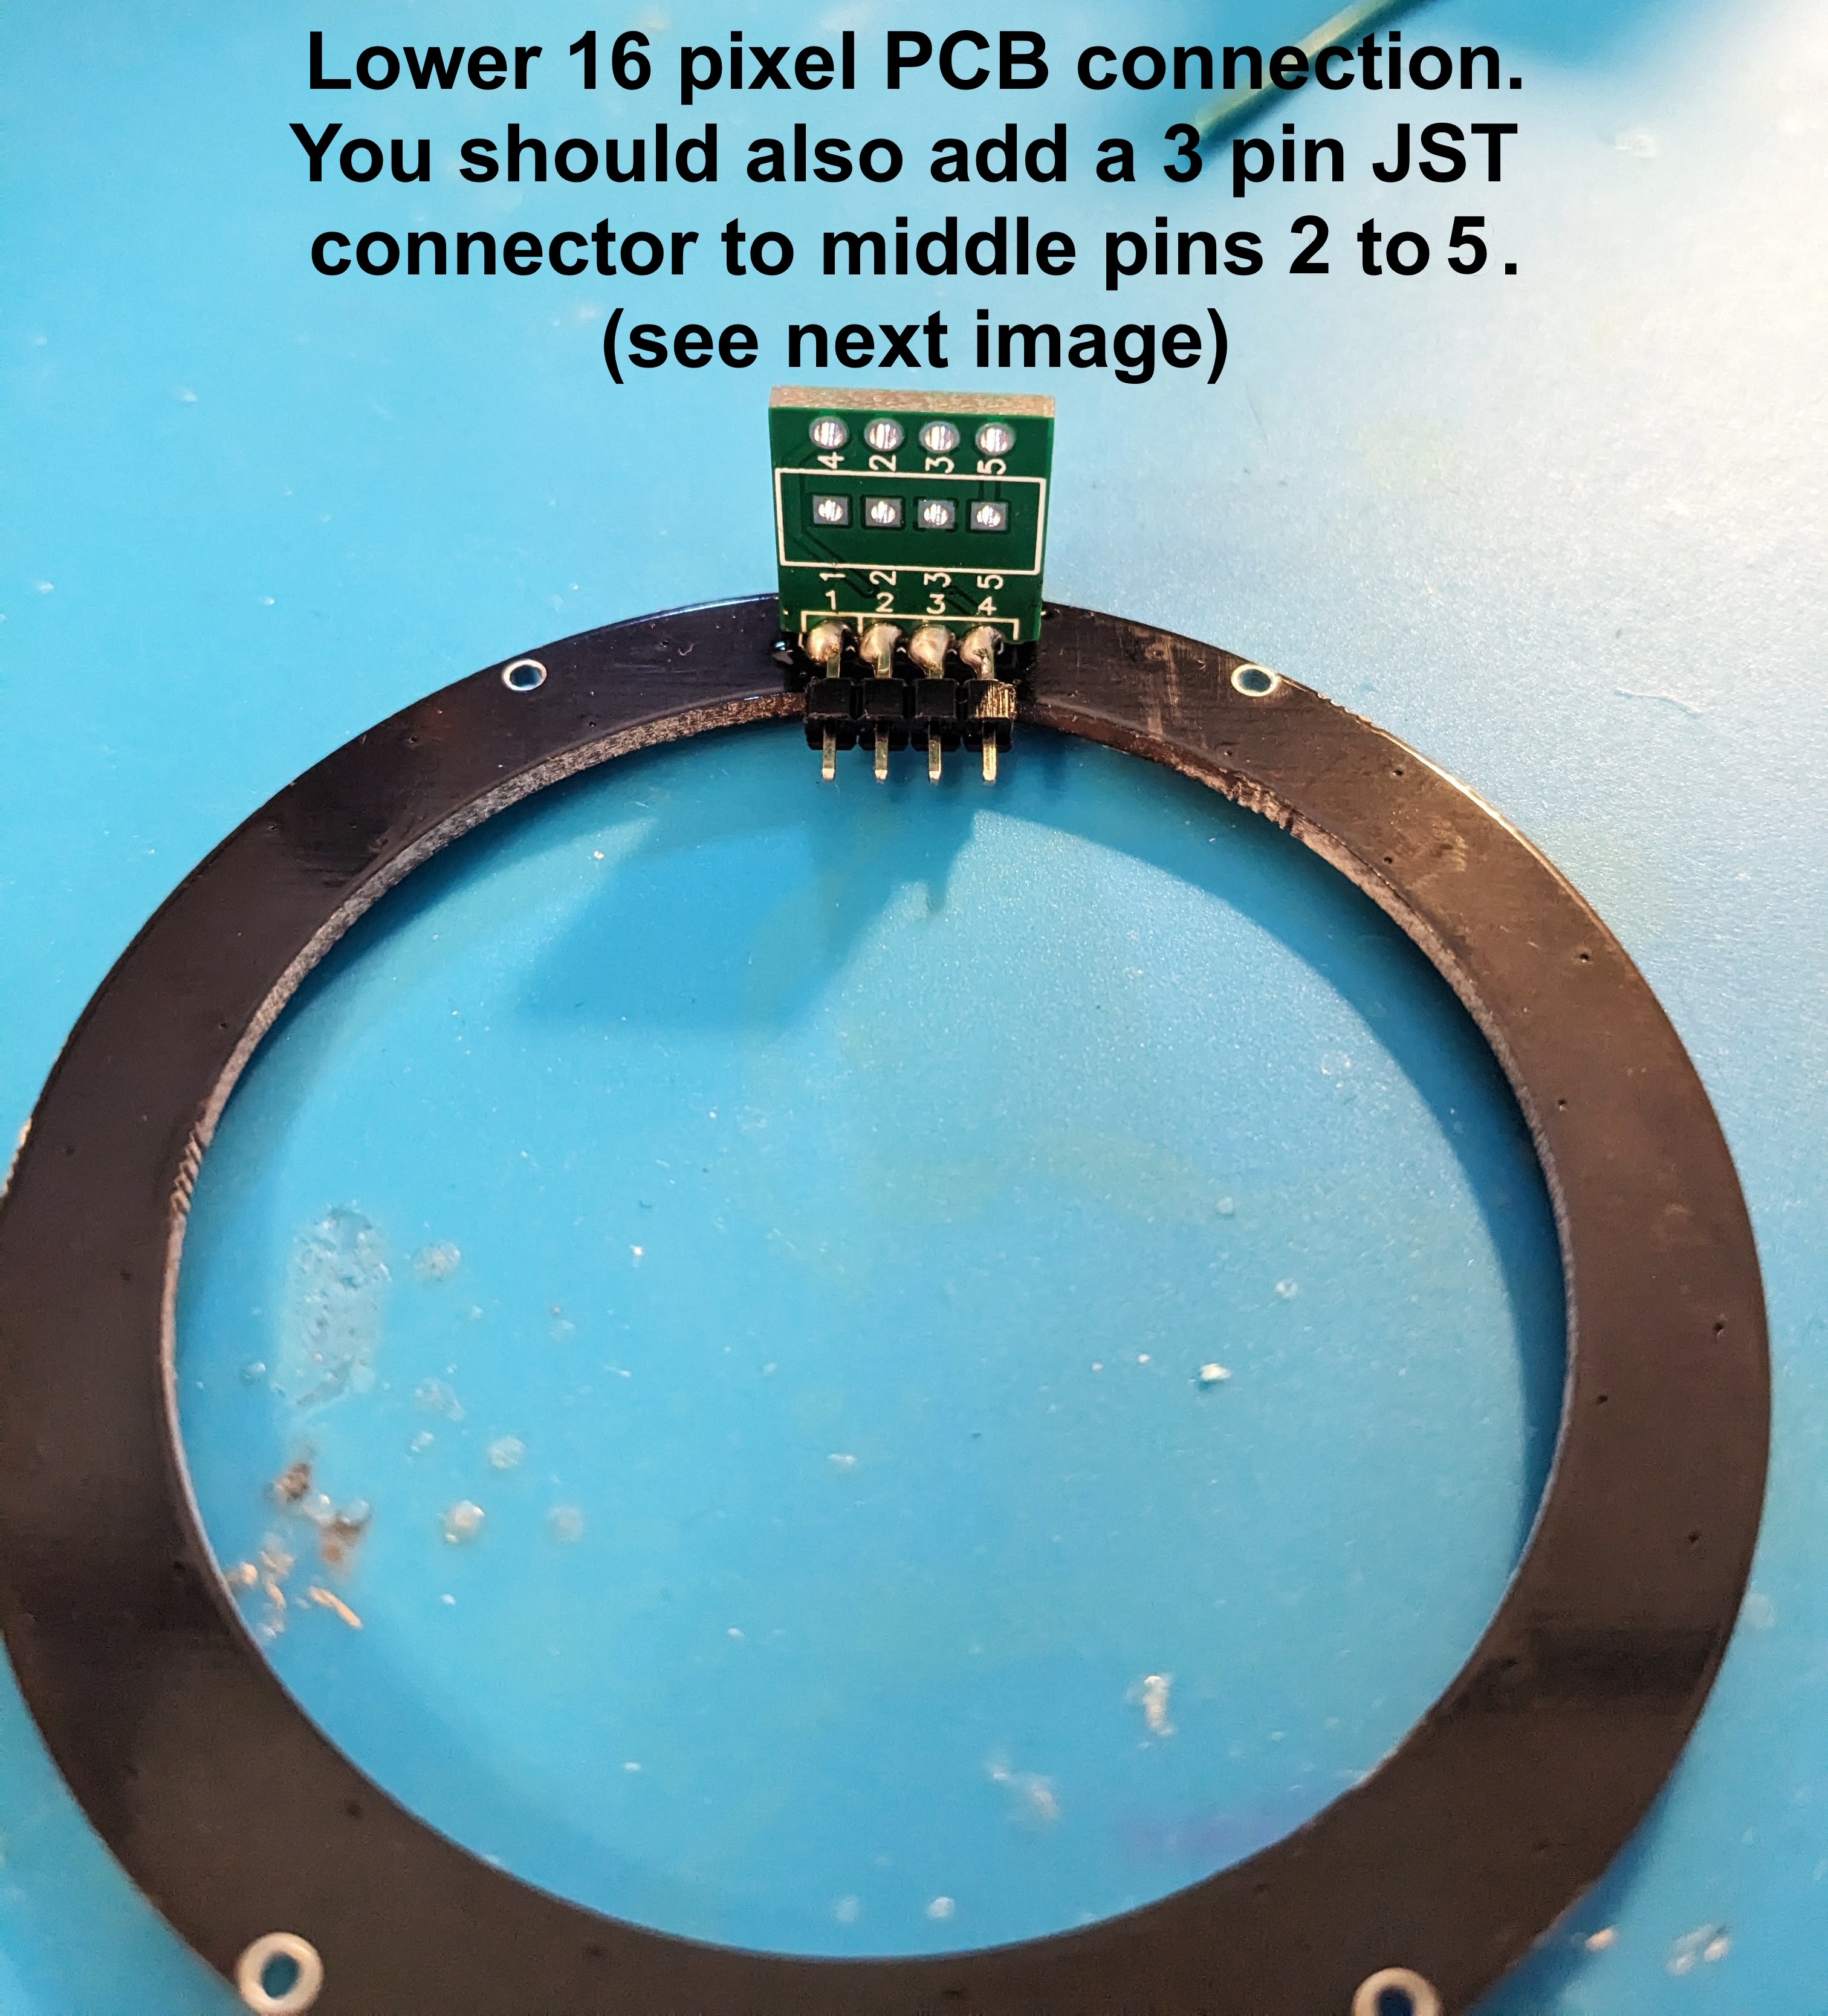 Lower 16 pixel PCB connection.
You should also add a 3 pin JST
connector to middle pins 2 to 5.
(see next image)
4 2 3 5
1 2 3 5
1 2 3 4